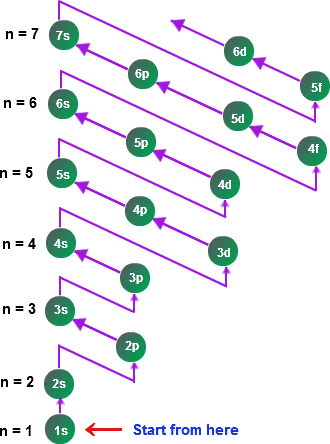 n = 7
7s
6d
6p
5f
n = 6
6s
5d
5p
4f
n = 5
5s
4d
4p
n = 4
4s
3d
3p
n = 3
3s
2p
n = 2
2s
n = 1
1s
Start from here